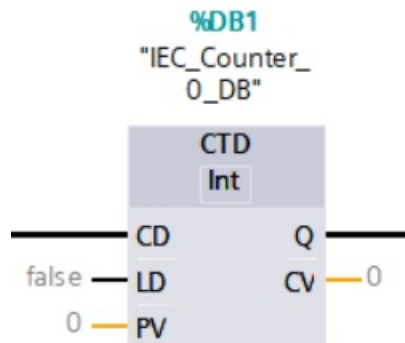 %DB1
"IEC_Counter_
0_DB"
CTD
Int
CD Q
false LD CV 0
0 PV